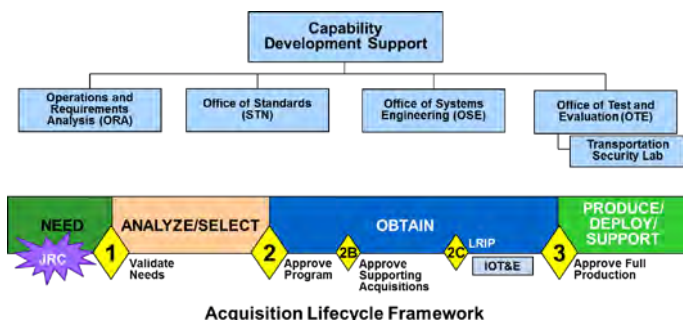 Capability
Development Support
Operations and
Requirements
Analysis (ORA)
Office of Standards
(STN)
Office of Systems
Engineering (OSE)
Office of Test and
Evaluation (OTE)
Transportation
Security Lab
NEED
ANALYZE/SELECT
OBTAIN
PRODUCE/
DEPLOY/
SUPPORT
JRC
1
Validate
Needs
2
Approve
Program
2B
Approve
Supporting
Acquisitions
2C
LRIP
IOT&E
3
Approve Full
Production
Acquisition Lifecycle Framework